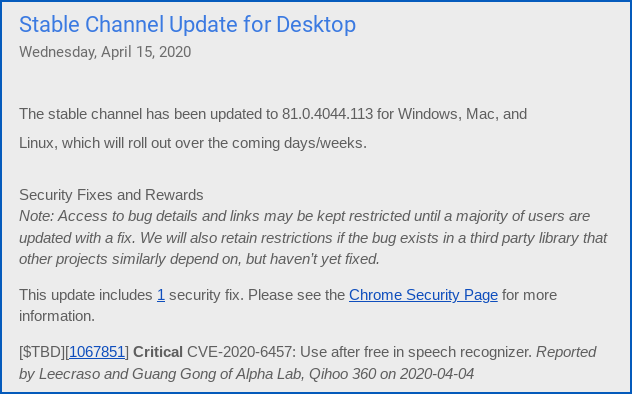 Stable Channel Update for Desktop
Wednesday, April 15, 2020
The stable channel has been updated to 81.0.4044.113 for Windows, Mac, and
Linux, which will roll out over the coming days/weeks.
Security Fixes and Rewards
Note: Access to bug details and links may be kept restricted until a majority of users are
updated with a fix. We will also retain restrictions if the bug exists in a third party library that
other projects similarly depend on, but haven’t yet fixed.
This update includes 1 security fix. Please see the Chrome Security Page for more
information.
[$TBD][1067851] Critical CVE-2020-6457: Use after free in speech recognizer. Reported
by Leecraso and Guang Gong of Alpha Lab, Qihoo 360 on 2020-04-04